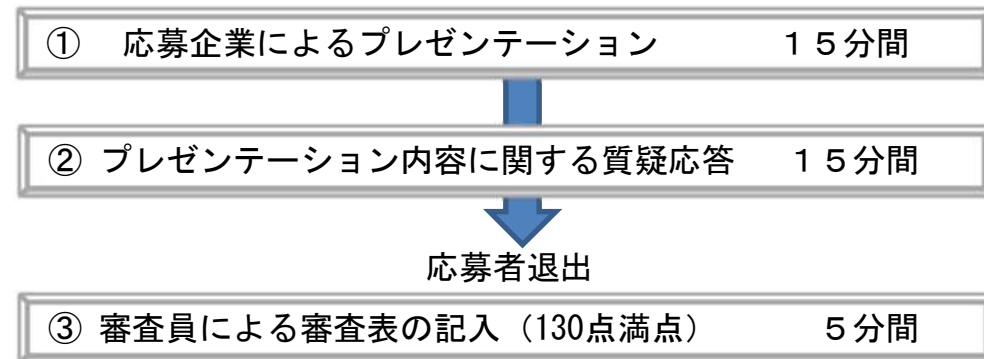 ① 応募企業によるプレゼンテーション １５分間
② プレゼンテーション内容に関する質疑応答 １５分間
応募者退出
③ 審査員による審査表の記入（130点満点） ５分間